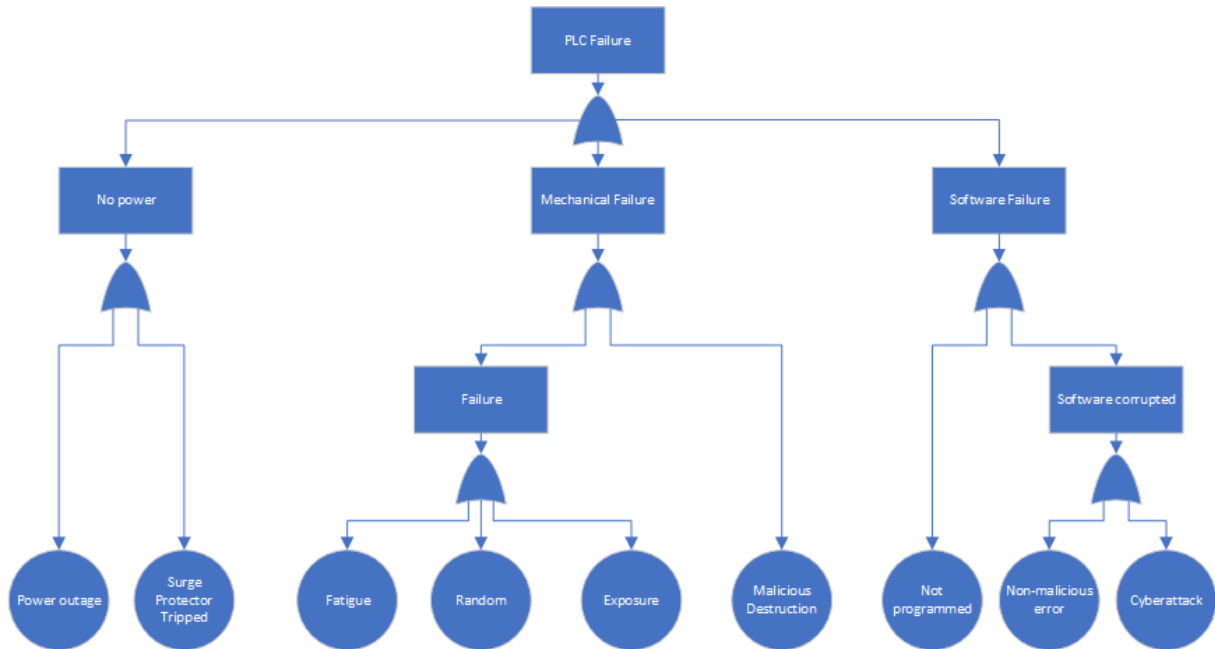 PLC Failure
No power
Mechanical Failure
Software Failure
Failure
Software corrupted
Power outage
Surge
Protector
Tripped
Fatigue
Random
Exposure
Malicious
Destruction
Not
programmed
Non-malicious
error
Cyberattack